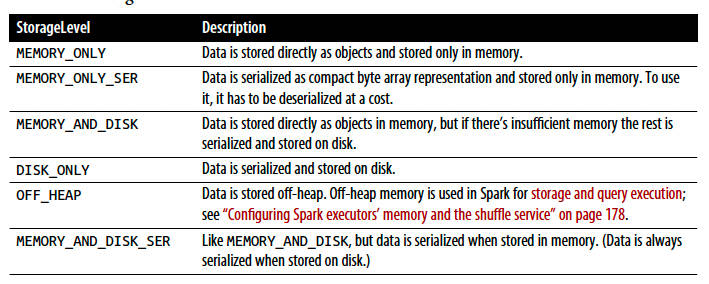 StorageLevel Description
MEMORY_ONLY Data is stored directly as objects and stored only in memory.
MEMORY_ONLY_SER Data is serialized as compact byte array representation and stored only in memory. To use
it, it has to be deserialized at a cost.
MEMORY_AND_DISK Data is stored directly as objects in memory, but if there’s insufficient memory the rest is
serialized and stored on disk.
DISK_ONLY Data is serialized and stored on disk.
OFF_HEAP Data is stored off-heap. Off-heap memory is used in Spark for storage and query execution;
see “Configuring Spark executors’ memory and the shuffle service” on page 178.
MEMORY_AND_DISK_SER Like MEMORY_AND_DISK, but data is serialized when stored in memory. (Data is always
serialized when stored on disk.)